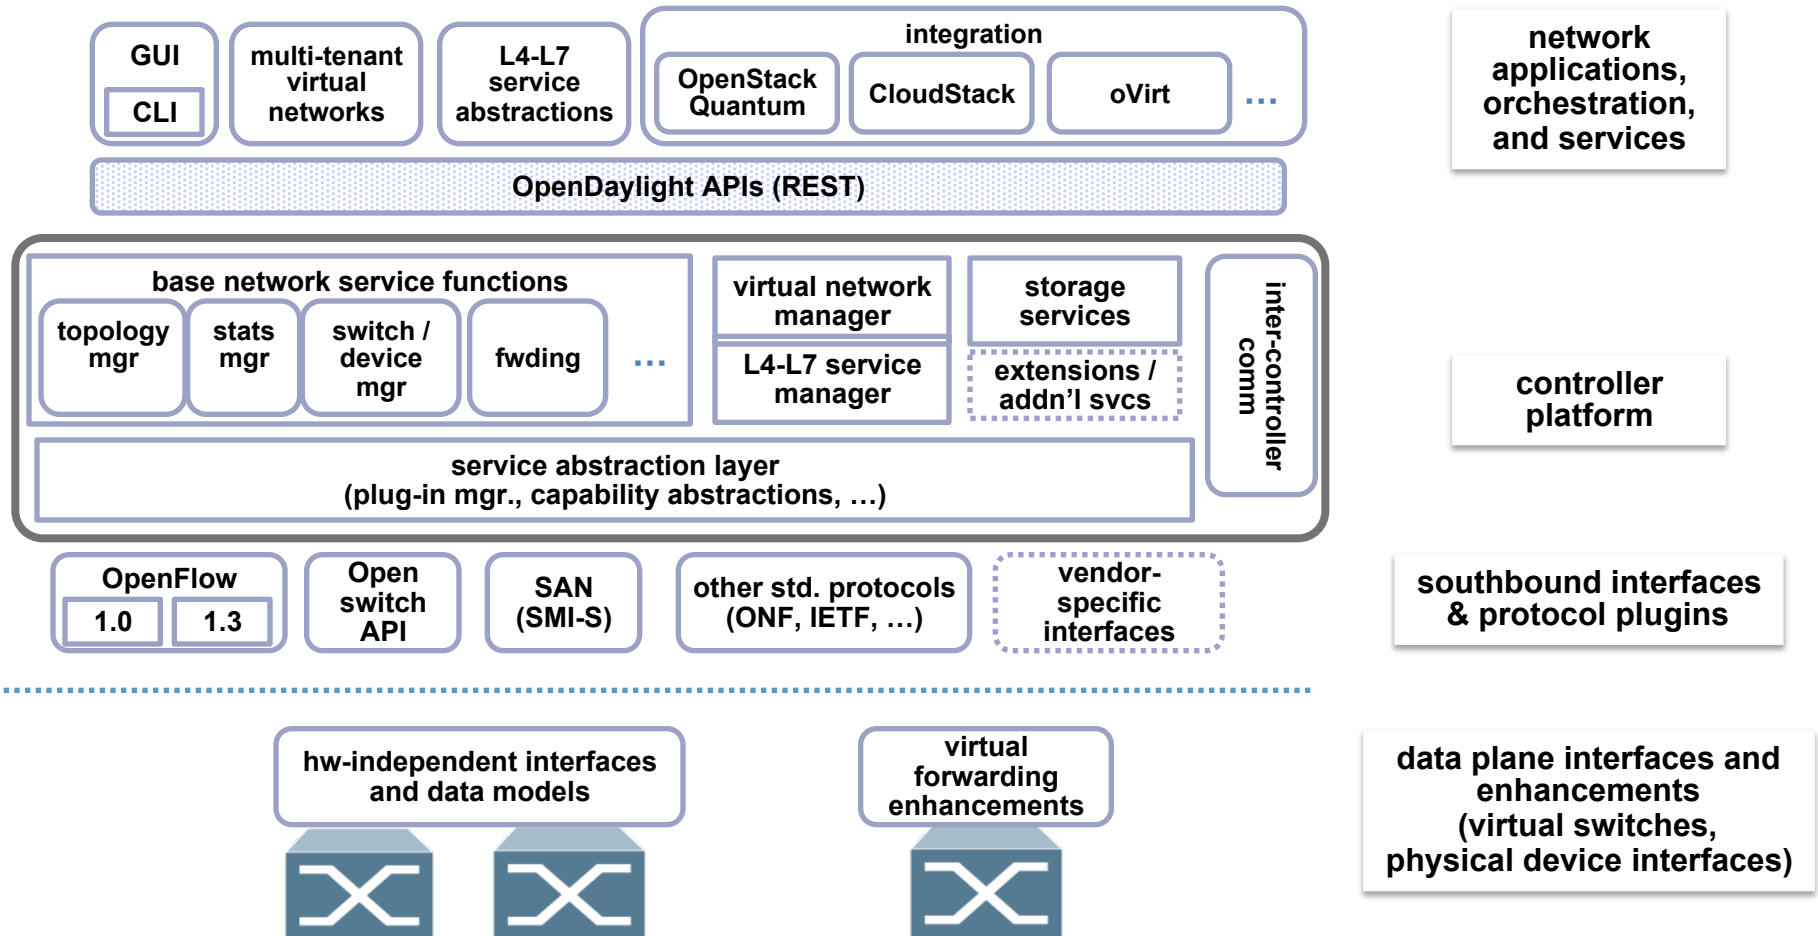 GUI
CLI
multi-tenant
virtual
networks
L4-L7
service
abstractions
integration
OpenStack
Quantum
CloudStack
oVirt
...
network
applications,
orchestration,
and services
OpenDaylight APIs (REST)
base network service functions
topology
mgr
stats
mgr
switch /
device
mgr
fwding
...
virtual network
manager
L4-L7 service
manager
storage
services
extensions /
addn’l svcs
inter-controller
comm
controller
platform
service abstraction layer
(plug-in mgr., capability abstractions, …)
OpenFlow
1.0
1.3
Open
switch
API
SAN
(SMI-S)
other std. protocols
(ONF, IETF, …)
vendor-
specific
interfaces
southbound interfaces
& protocol plugins
hw-independent interfaces
and data models
virtual
forwarding
enhancements
data plane interfaces and
enhancements
(virtual switches,
physical device interfaces)